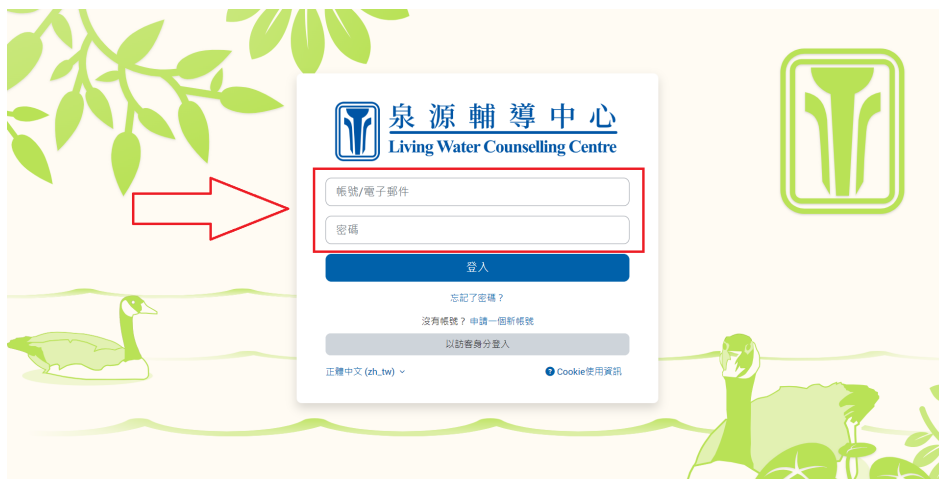 泉源輔導中心
Living Water Counselling Centre
帳號/電子郵件
密碼
登入
忘記了密碼？
沒有帳號？ 申請一個新帳號
以訪客身分登入
正體中文 (zh_tw)
Cookie使用資訊